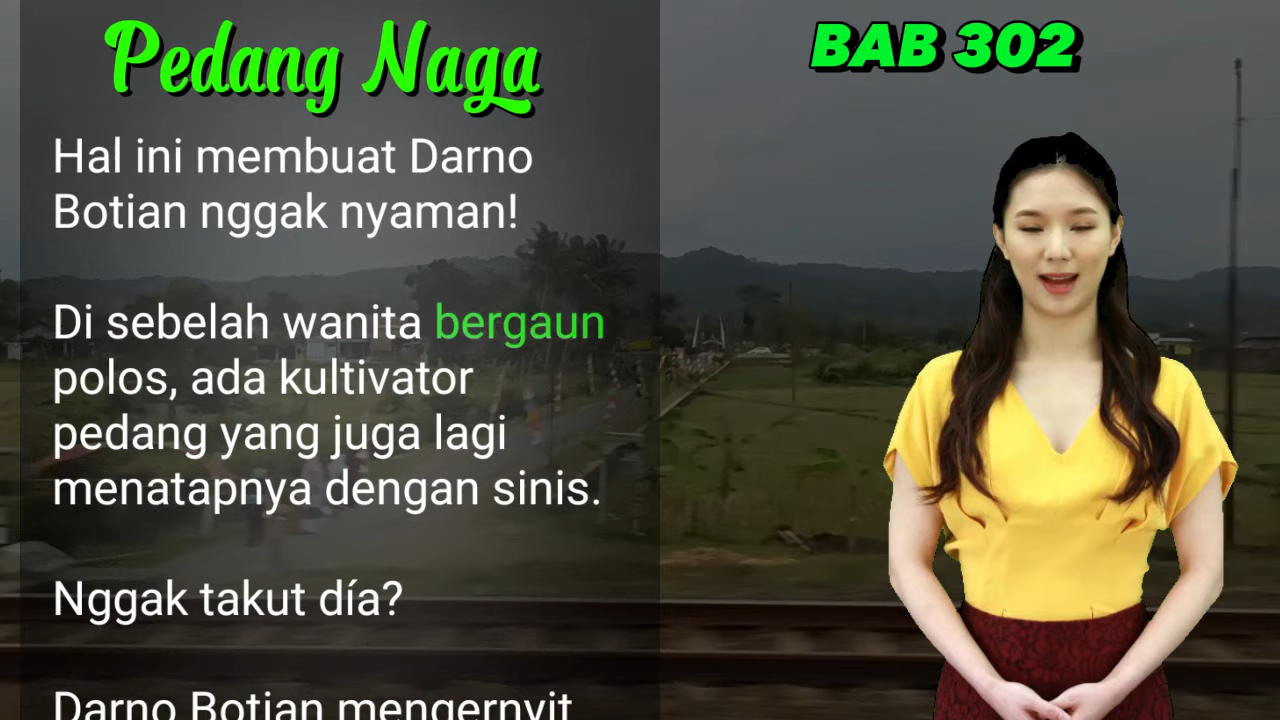 Pedang Naga
BAB 302
Hal ini membuat Darno
Botian nggak nyaman!
Di sebelah wanita bergaun
polos, ada kultivator
pedang yang juga lagi
menatapnya dengan sinis.
Nggak takut día?
Darno Botian mengernyit